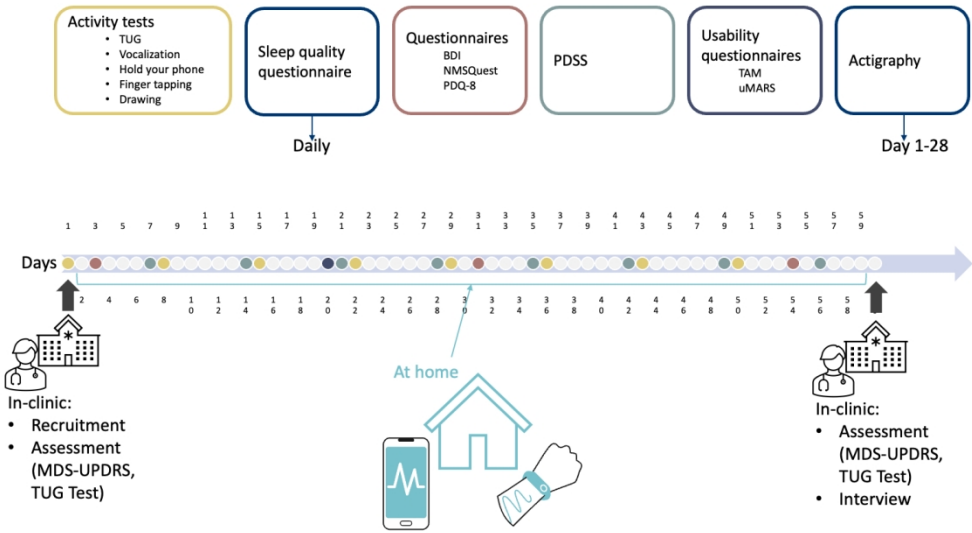 Activity tests
• TUG
• Vocalization
• Hold your phone
• Finger tapping
• Drawing
Sleep quality
questionnaire
Questionnaires
BDI
NMSQuest
PDQ-8
PDSS
Usability
questionnaires
TAM
uMARS
Actigraphy
Daily
Day 1-28
1 3 5 7 9 11 13 15 17 19 21 23 25 27 29 31 33 35 37 39 41 43 45 47 49 51 53 55 57 59
Days
2 4 6 8 10 12 14 16 18 20 22 24 26 28 30 32 34 36 38 40 42 44 46 48 50 52 54 56 58
At home
In-clinic:
• Recruitment
• Assessment
(MDS-UPDRS,
TUG Test)
In-clinic:
• Assessment
(MDS-UPDRS,
TUG Test)
• Interview